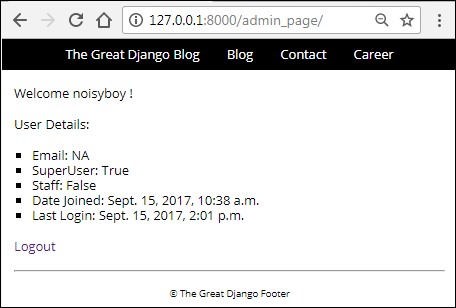 127.0.0.1:8000/admin_page/
The Great Django Blog Blog Contact Career
Welcome noisyboy !
User Details:
Email: NA
SuperUser: True
Staff: False
Date Joined: Sept. 15, 2017, 10:38 a.m.
Last Login: Sept. 15, 2017, 2:01 p.m.
Logout
© The Great Django Footer